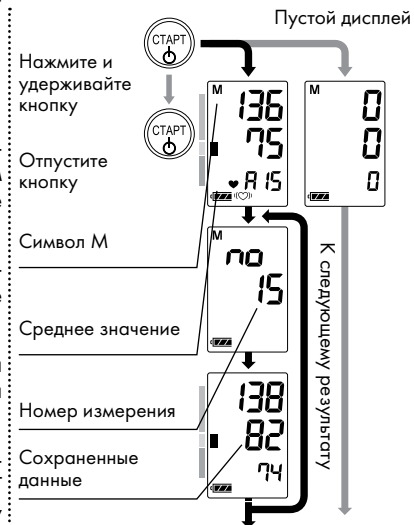 Пустой дисплей
СТАРТ
Нажмите и
удерживайте
кнопку
СТАРТ
Отпустите
кнопку
M
136
75
A 15
M
0
0
0
Символ М
M
no
15
К следующему результату
Среднее значение
Номер измерения
138
82
74
Сохраненные
данные